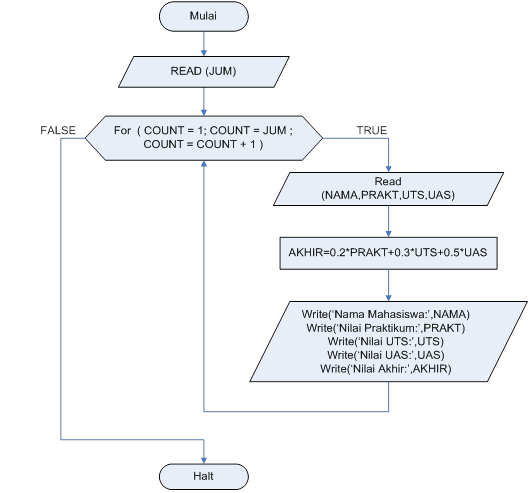 Mulai
READ (JUM)
FALSE
TRUE
For ( COUNT = 1; COUNT = JUM ;
COUNT = COUNT + 1 )
Read
(NAMA,PRAKT,UTS,UAS)
AKHIR=0.2*PRAKT+0.3*UTS+0.5*UAS
Write(‘Nama Mahasiswa:’,NAMA)
Write(‘Nilai Praktikum:’,PRAKT)
Write(‘Nilai UTS:’,UTS)
Write(‘Nilai UAS:’,UAS)
Write(‘Nilai Akhir:’,AKHIR)
Halt